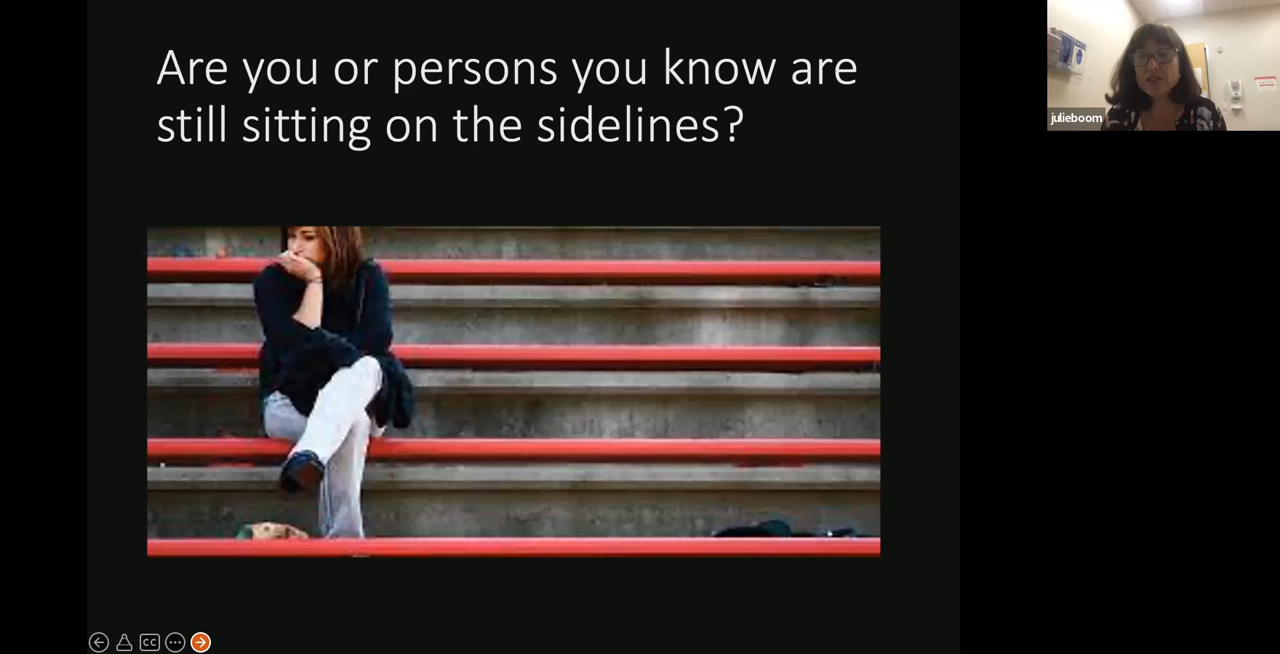 Are you or persons you know are
still sitting on the sidelines?
julieboom
CC